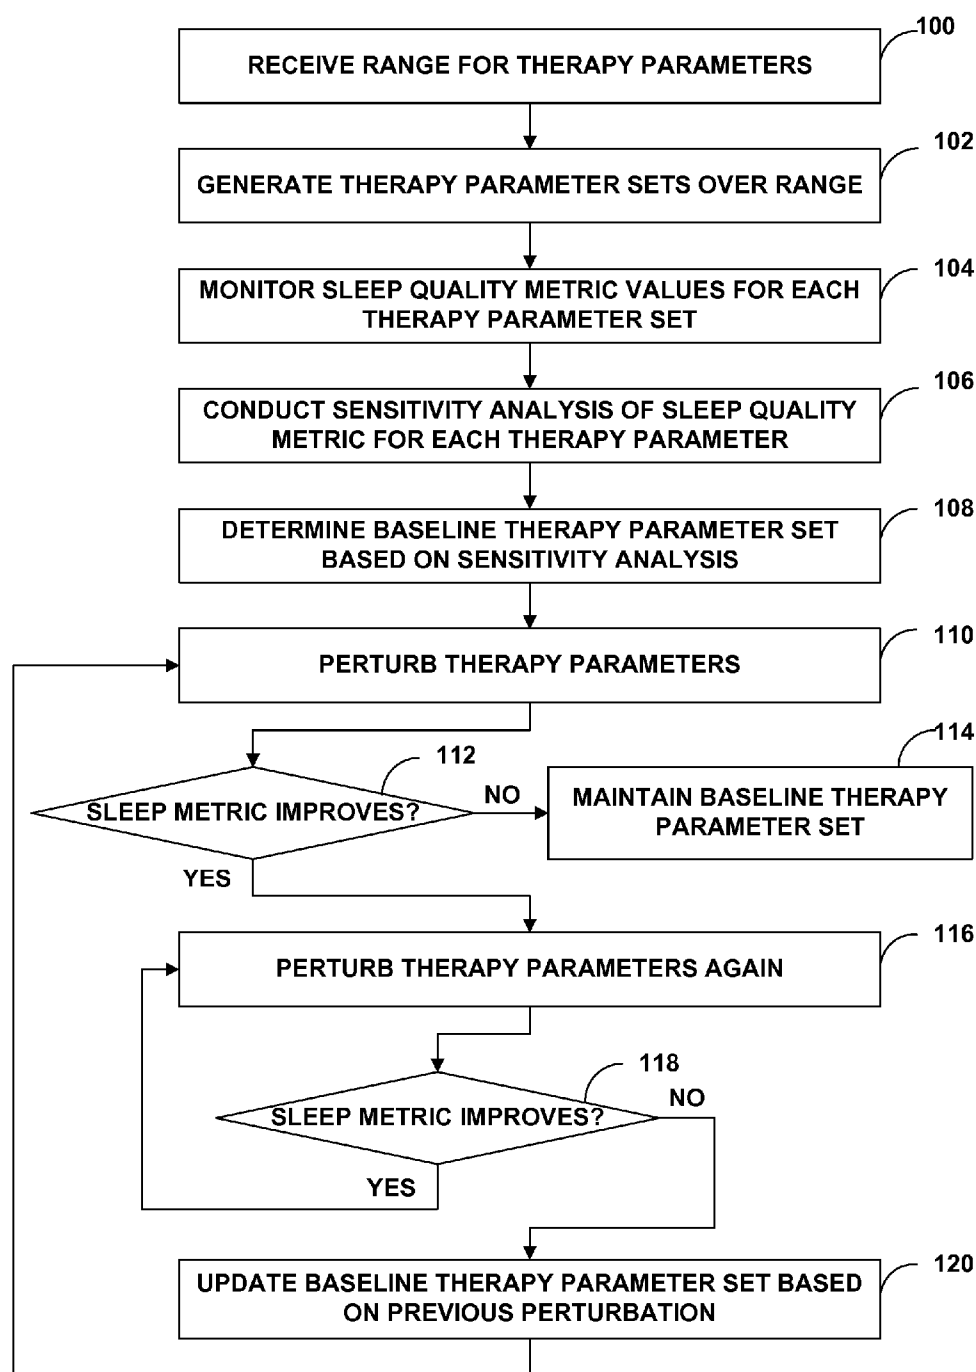 100
RECEIVE RANGE FOR THERAPY PARAMETERS
102
GENERATE THERAPY PARAMETER SETS OVER RANGE
104
MONITOR SLEEP QUALITY METRIC VALUES FOR EACH
THERAPY PARAMETER SET
106
CONDUCT SENSITIVITY ANALYSIS OF SLEEP QUALITY
METRIC FOR EACH THERAPY PARAMETER
108
DETERMINE BASELINE THERAPY PARAMETER SET
BASED ON SENSITIVITY ANALYSIS
110
PERTURB THERAPY PARAMETERS
112
SLEEP METRIC IMPROVES?
NO
114
MAINTAIN BASELINE THERAPY
PARAMETER SET
YES
116
PERTURB THERAPY PARAMETERS AGAIN
118
SLEEP METRIC IMPROVES?
NO
YES
120
UPDATE BASELINE THERAPY PARAMETER SET BASED
ON PREVIOUS PERTURBATION